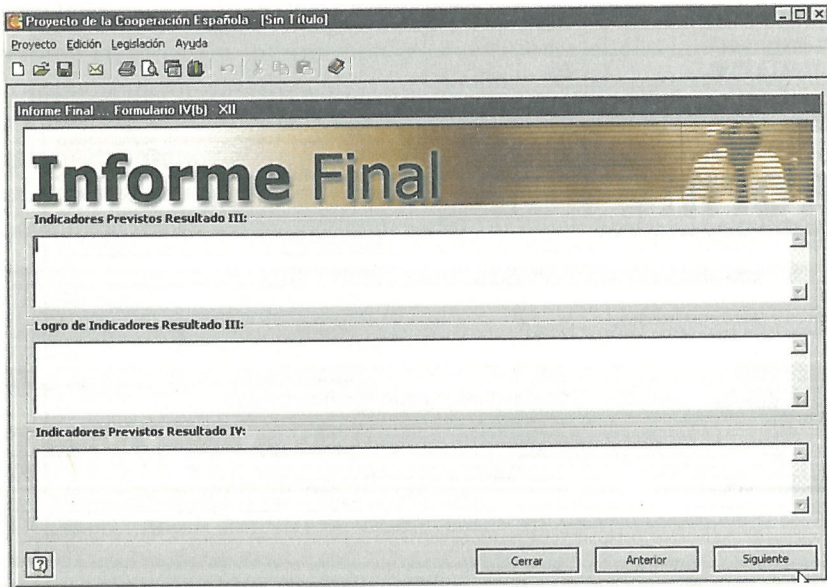 Proyecto de la Cooperación Española - [Sin Título]
Proyecto Edición Legislación Ayuda
Informe Final ... Formulario IV(b) - XII
Informe Final
Indicadores Previstos Resultado III:
Logro de Indicadores Resultado III:
Indicadores Previstos Resultado IV:
Cerrar Anterior Siguiente